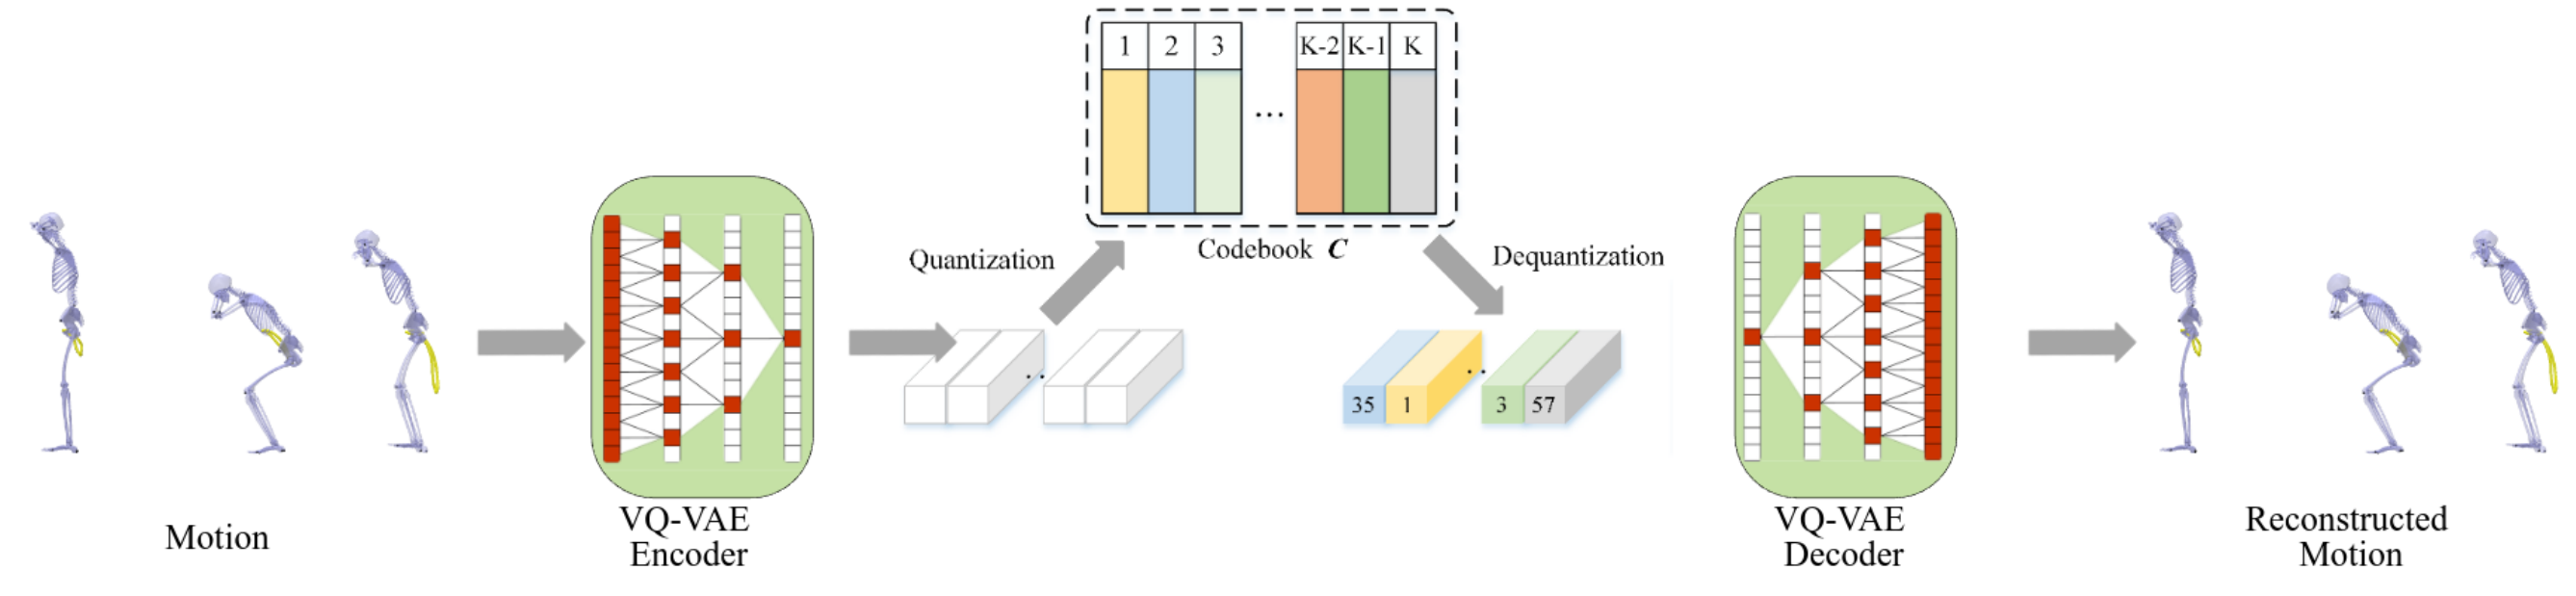 1 2 3 ... K-2 K-1 K
Codebook C
Quantization
Dequantization
..
35 1 .. 3 57
Motion
VQ-VAE
Encoder
VQ-VAE
Decoder
Reconstructed
Motion